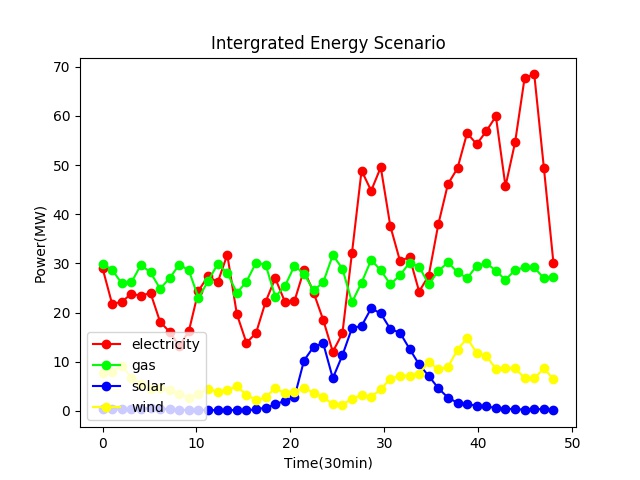 Intergrated Energy Scenario
Power(MW)
70
60
50
40
30
20
10
0
electricity
gas
solar
wind
0 10 20 30 40 50
Time(30min)